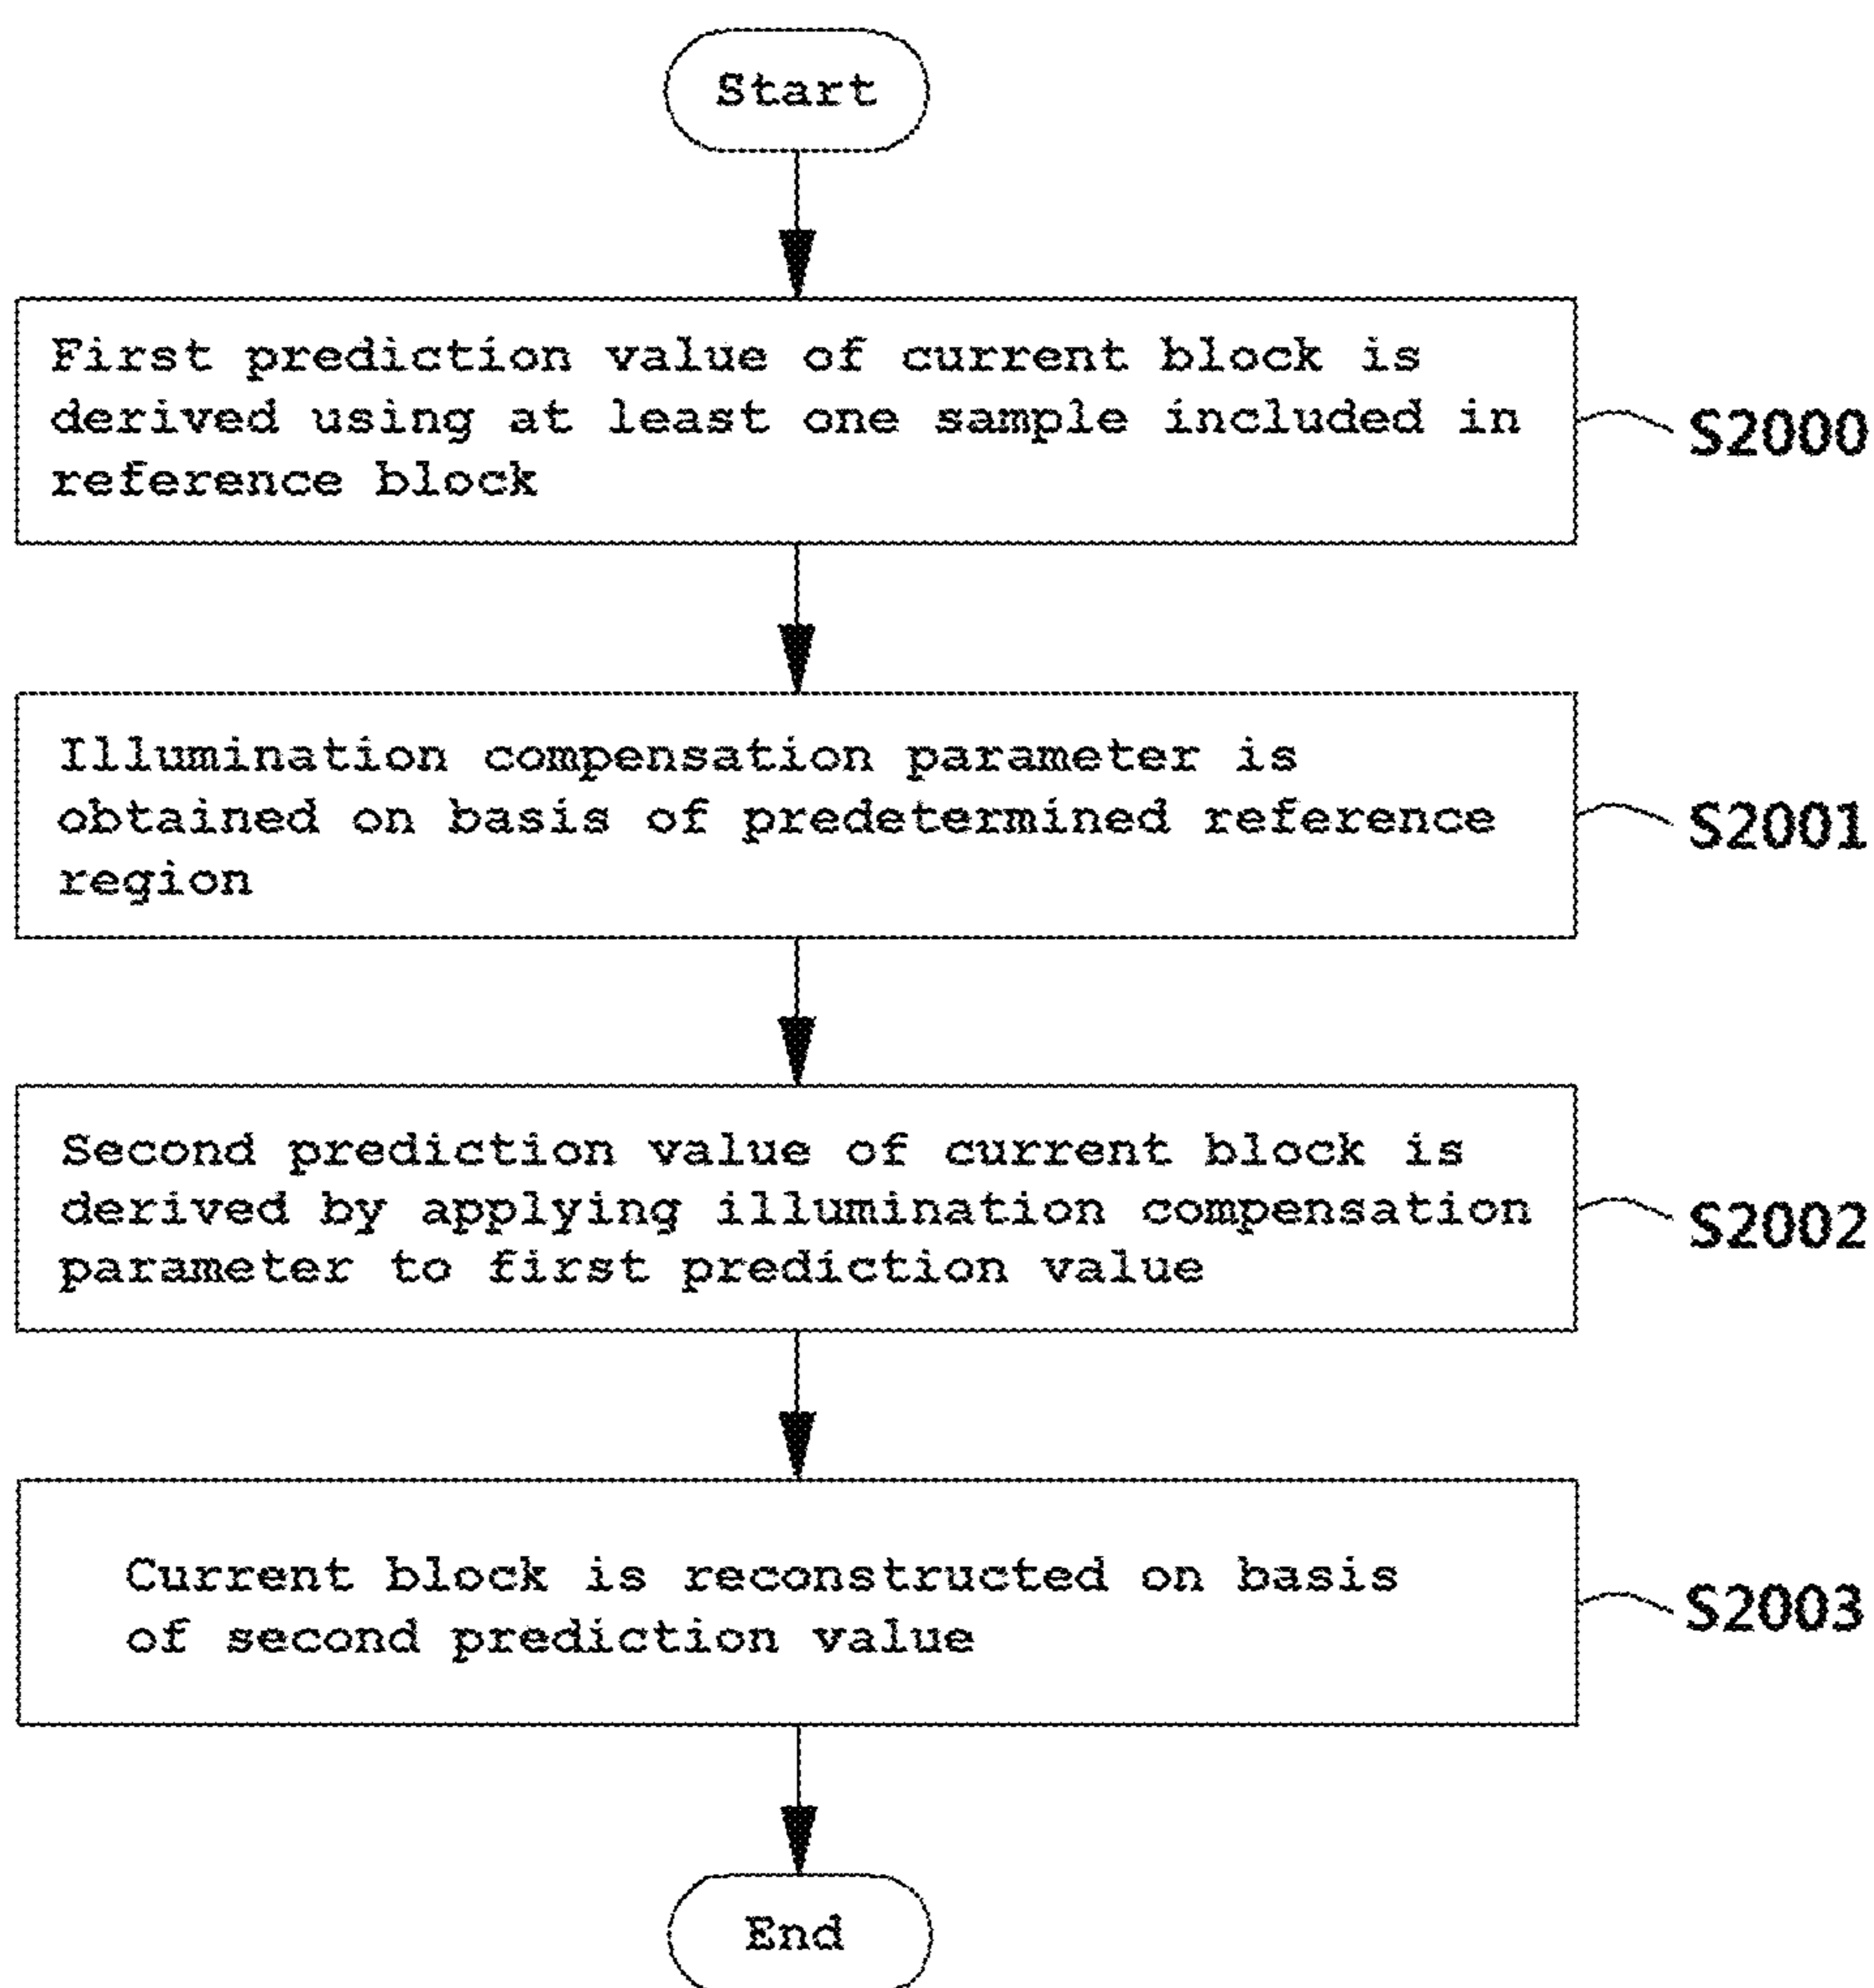 Start
First prediction value of current block is
derived using at least one sample included in
reference block
S2000
Illumination compensation parameter is
obtained on basis of predetermined reference
region
S2001
Second prediction value of current block is
derived by applying illumination compensation
parameter to first prediction value
S2002
Current block is reconstructed on basis
of second prediction value
S2003
End